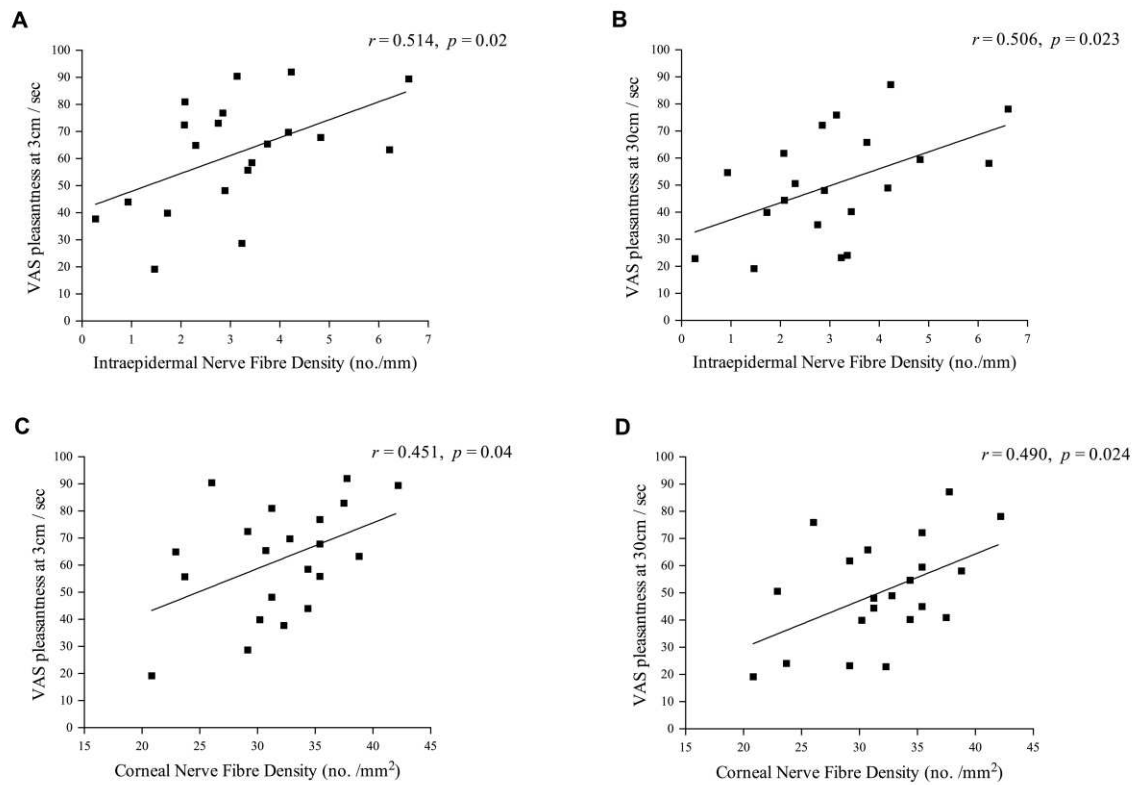 A
r = 0.514, p = 0.02
VAS pleasantness at 3cm / sec
100
90
80
70
60
50
40
30
20
10
0
0 1 2 3 4 5 6 7
Intraepidermal Nerve Fibre Density (no./mm)
B
r = 0.506, p = 0.023
VAS pleasantness at 30cm / sec
100
90
80
70
60
50
40
30
20
10
0
0 1 2 3 4 5 6 7
Intraepidermal Nerve Fibre Density (no./mm)
C
r = 0.451, p = 0.04
VAS pleasantness at 3cm / sec
100
90
80
70
60
50
40
30
20
10
0
15 20 25 30 35 40 45
Corneal Nerve Fibre Density (no. /mm²)
D
r = 0.490, p = 0.024
VAS pleasantness at 30cm / sec
100
90
80
70
60
50
40
30
20
10
0
15 20 25 30 35 40 45
Corneal Nerve Fibre Density (no. /mm²)